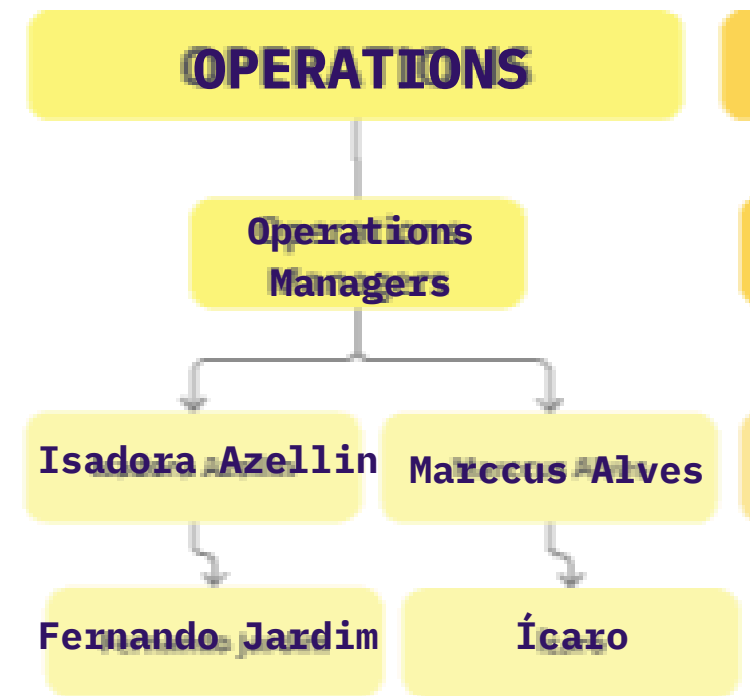 OPERATIONS
Operations
Managers
Isadora Azellin
Marccus Alves
Fernando Jardim
Ícaro